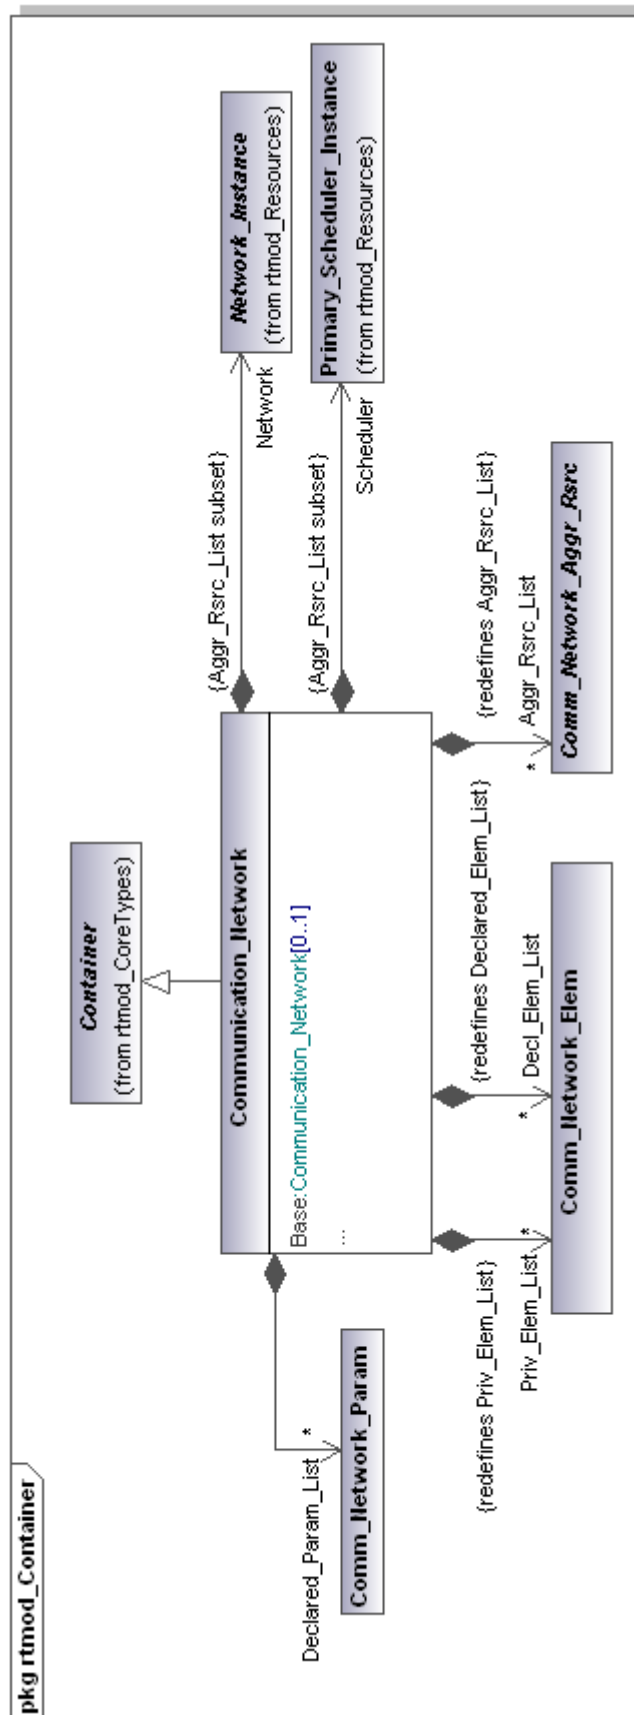 pkg rtmod_Container
Container
(from rtmod_CoreTypes)
Communication_Network
Base:Communication_Network[0..1]
...
{Aggr_Rsrc_List subset}
Network
Network_Instance
(from rtmod_Resources)
{Aggr_Rsrc_List subset}
Scheduler
Primary_Scheduler_Instance
(from rtmod_Resources)
Declared_Param_List
*
Comm_Network_Param
{redefines Priv_Elem_List}
Priv_Elem_List
*
{redefines Declared_Elem_List}
*
Decl_Elem_List
Comm_Network_Elem
{redefines Aggr_Rsrc_List}
*
Aggr_Rsrc_List
Comm_Network_Aggr_Rsrc